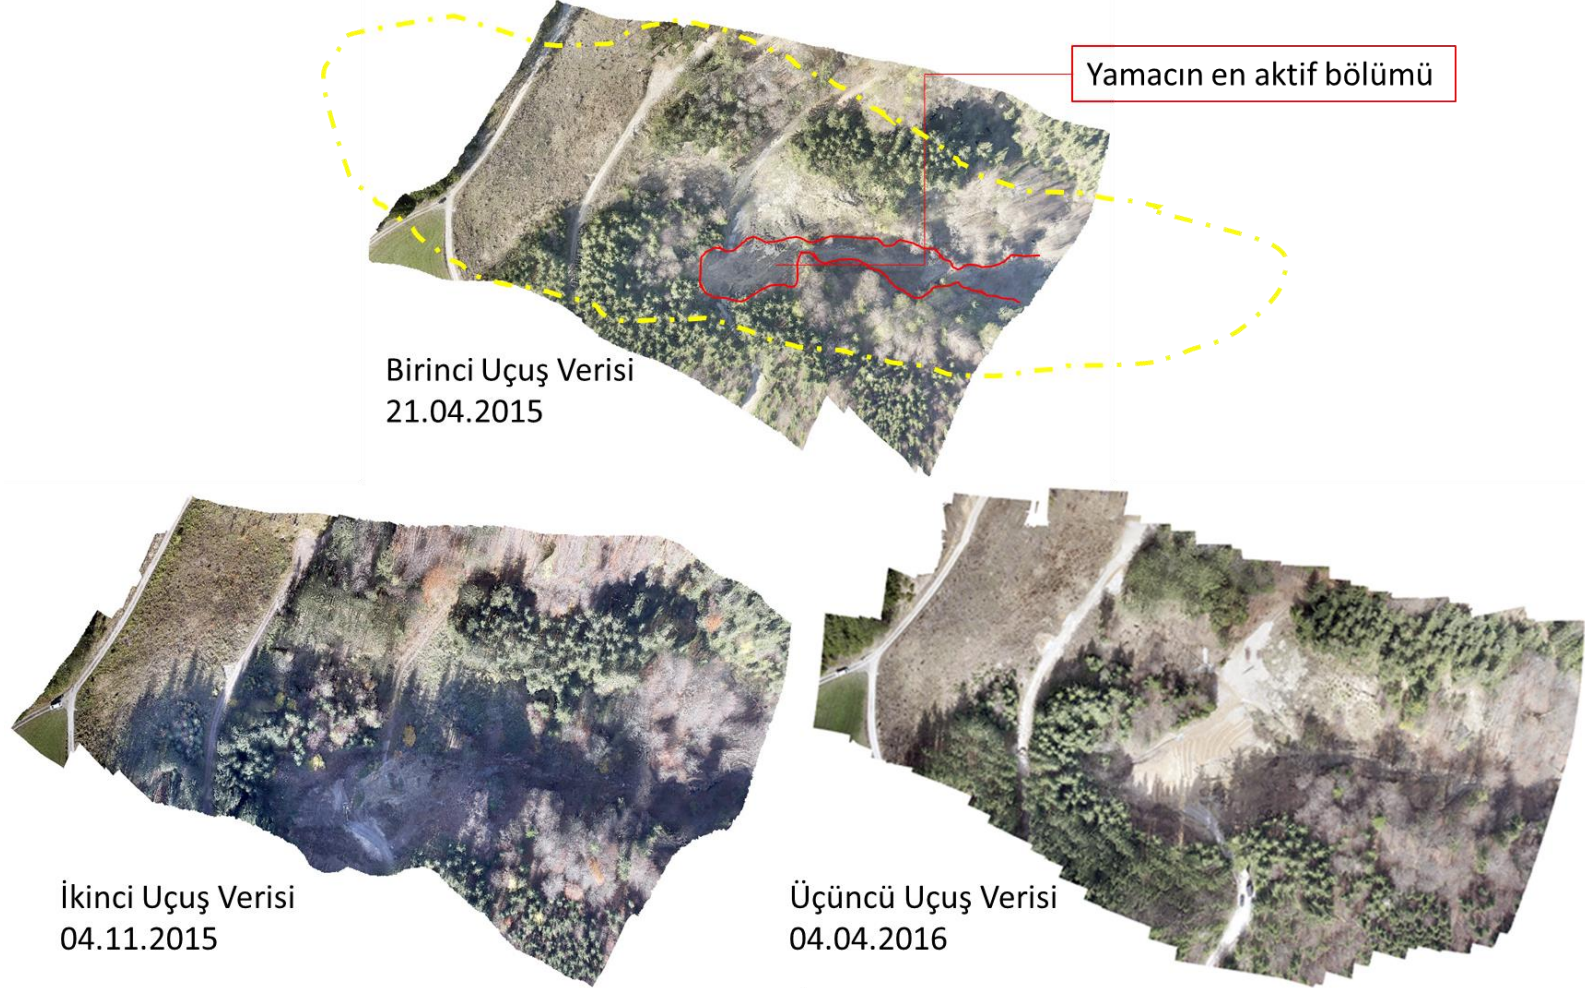 Yamacın en aktif bölümü
Birinci Uçuş Verisi
21.04.2015
İkinci Uçuş Verisi
04.11.2015
Üçüncü Uçuş Verisi
04.04.2016